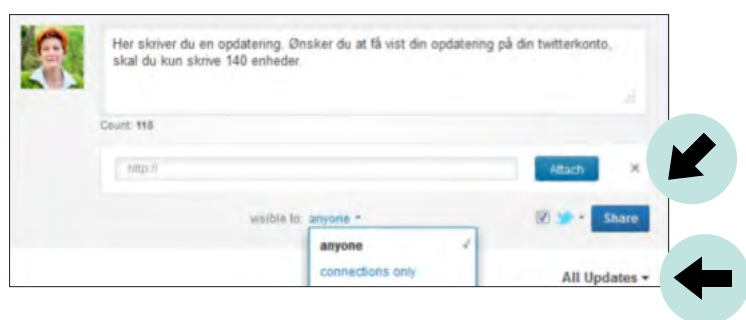 Her skriver du en opdatering. Ønsker du at få vist din opdatering på din twitterkonto,
skal du kun skrive 140 enheder.
Count: 118
http://
Attach ×
visible to: anyone
Share
anyone
connections only
All Updates